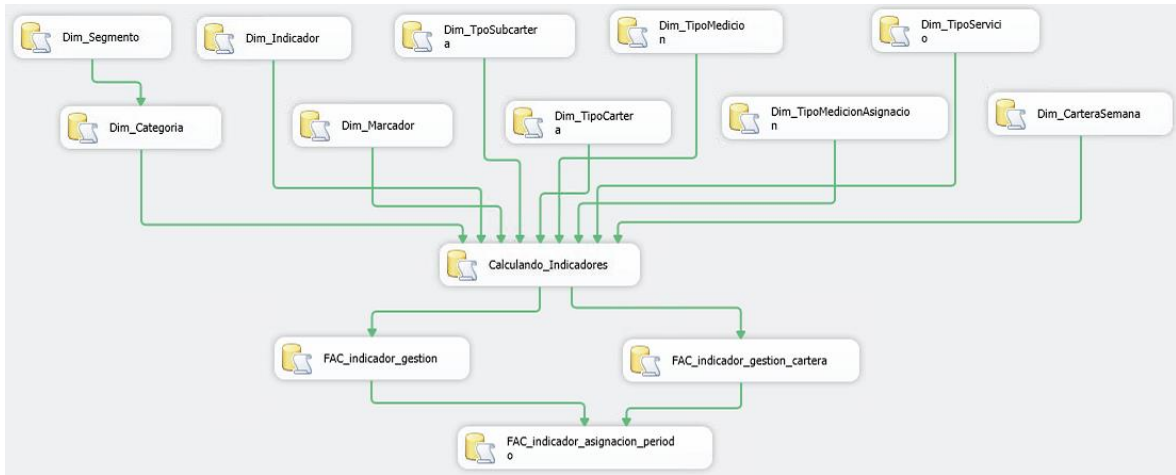 Dim_Segmento
Dim_Indicador
Dim_TpoSubcarter
a
Dim_TipoMedicio
n
Dim_TipoServici
o
Dim_Categoria
Dim_Marcador
Dim_TipoCarter
a
Dim_TipoMedicionAsignacio
n
Dim_CarteraSemana
Calculando_Indicadores
FAC_indicador_gestion
FAC_indicador_gestion_cartera
FAC_indicador_asignacion_period
o